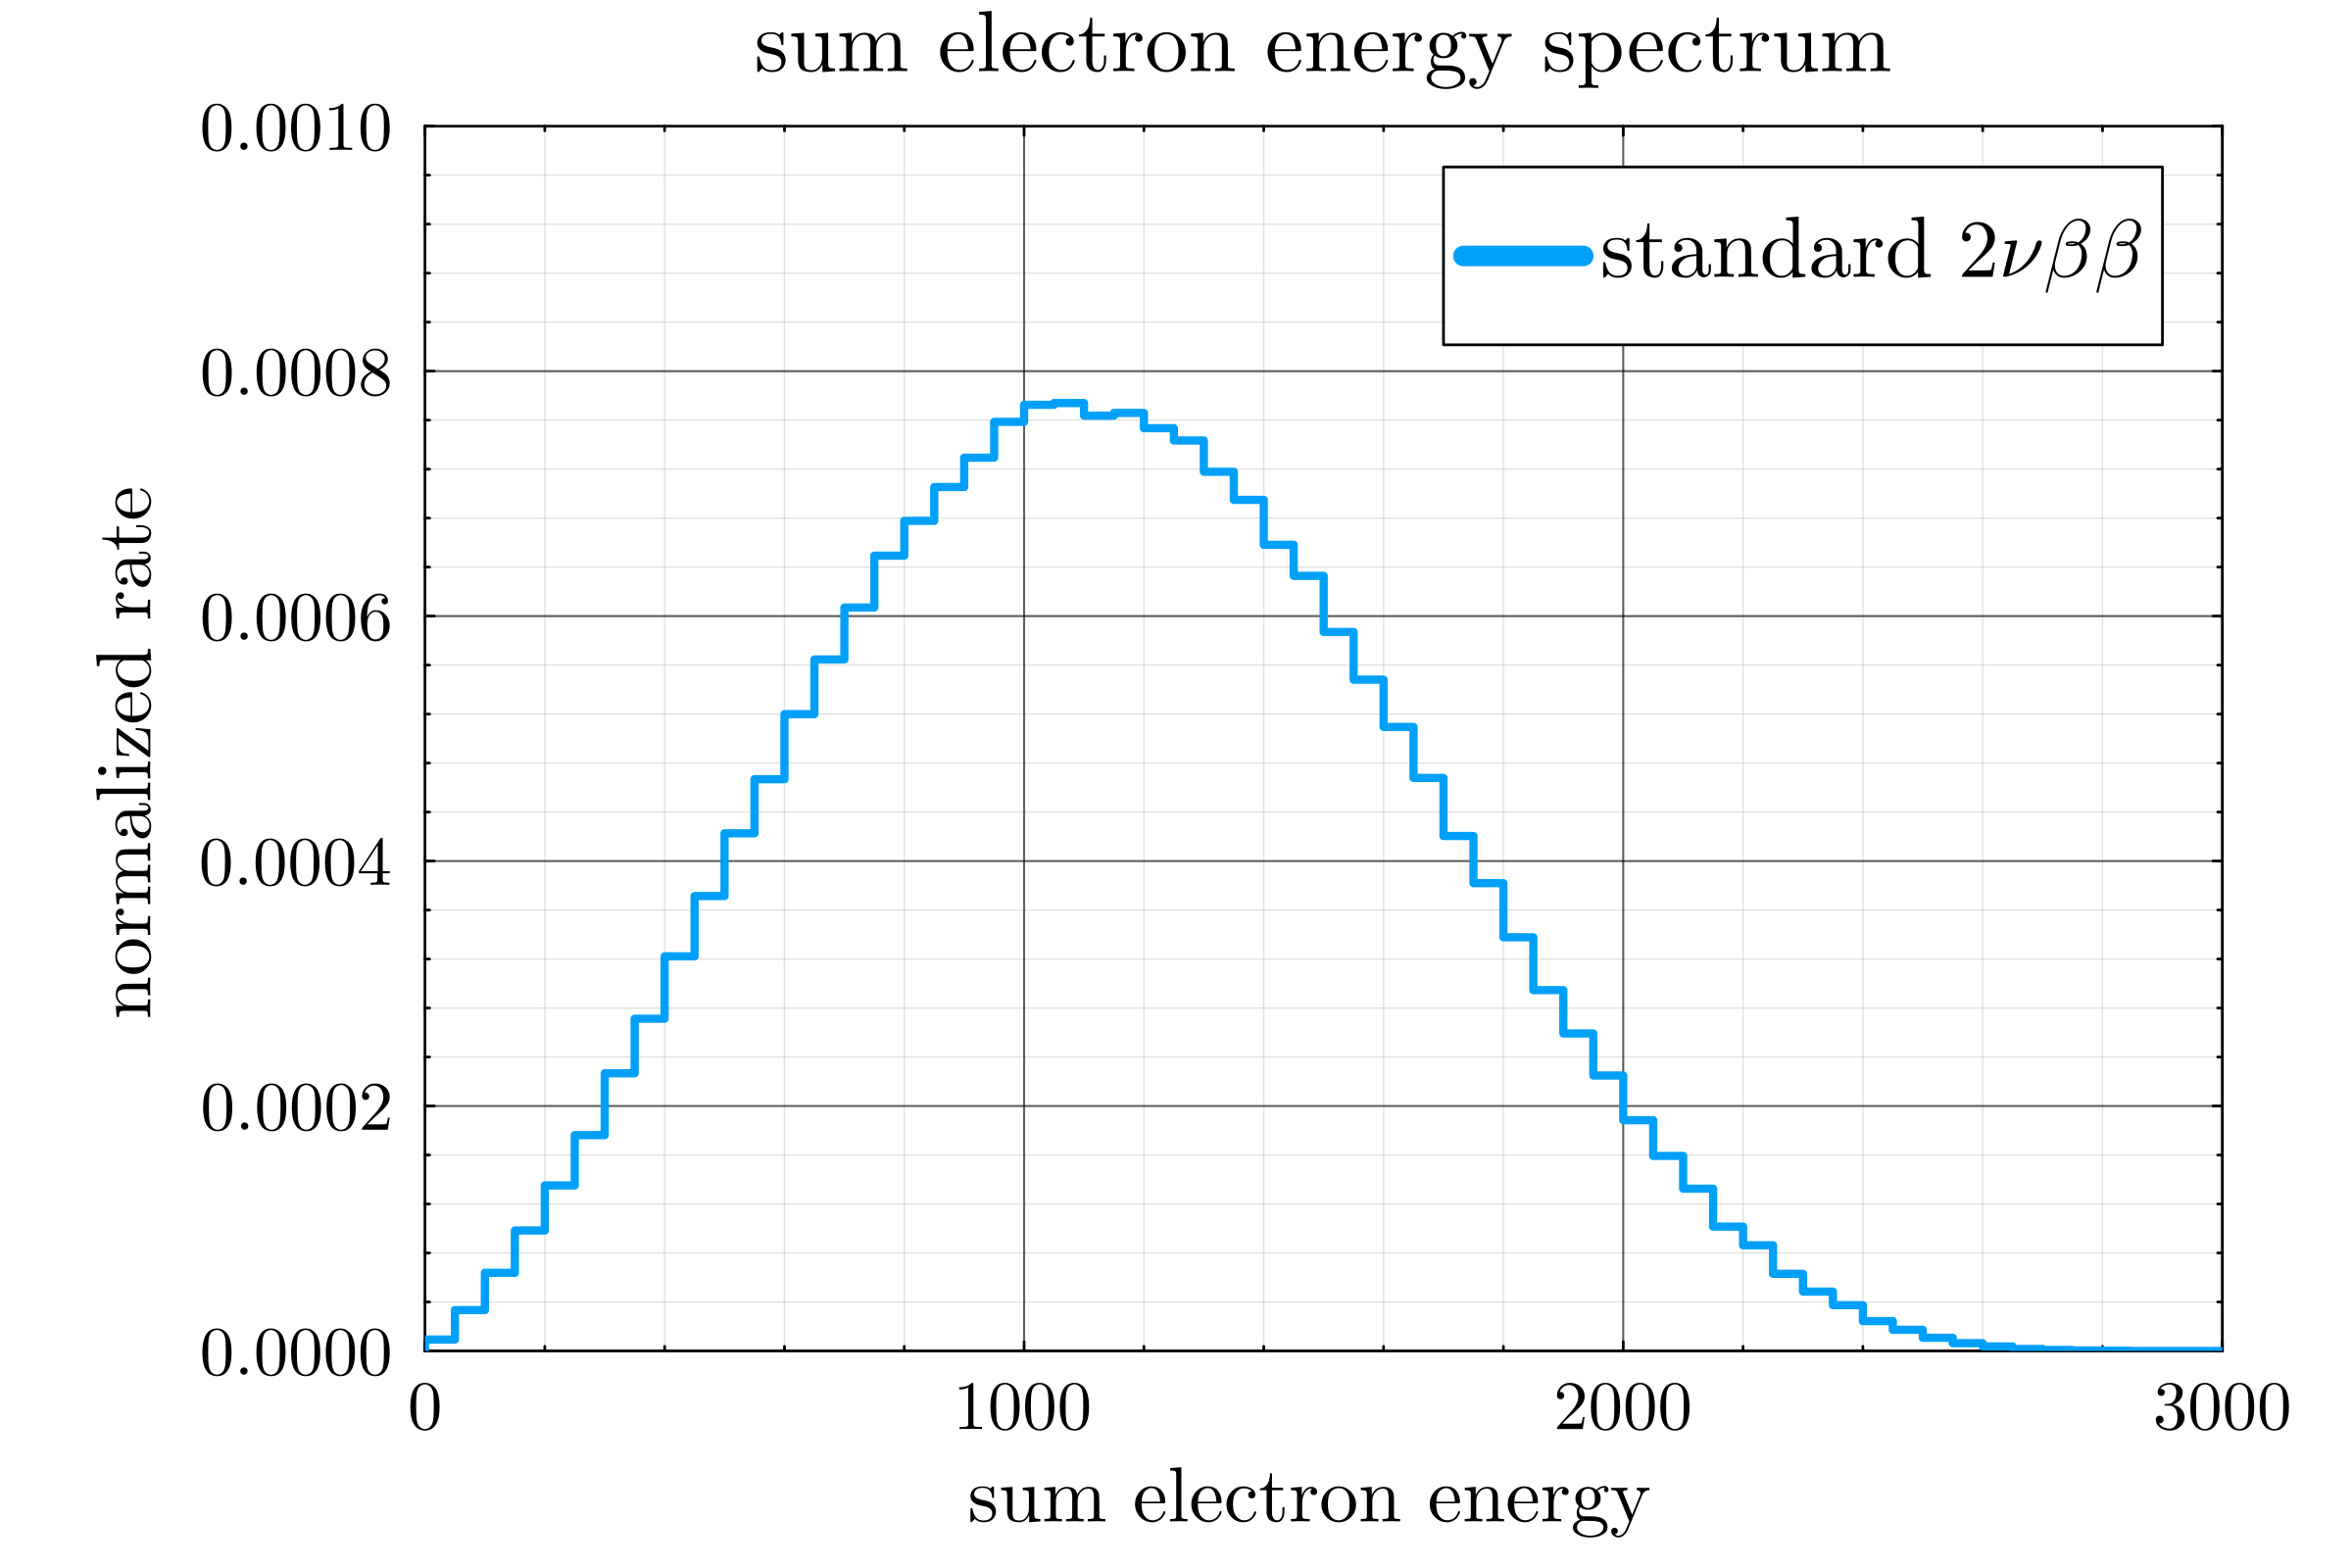 sum electron energy spectrum
0.0010
standard 2νββ
0.0008
0.0006
0.0004
0.0002
0.0000
normalized rate
0 1000 2000 3000
sum electron energy